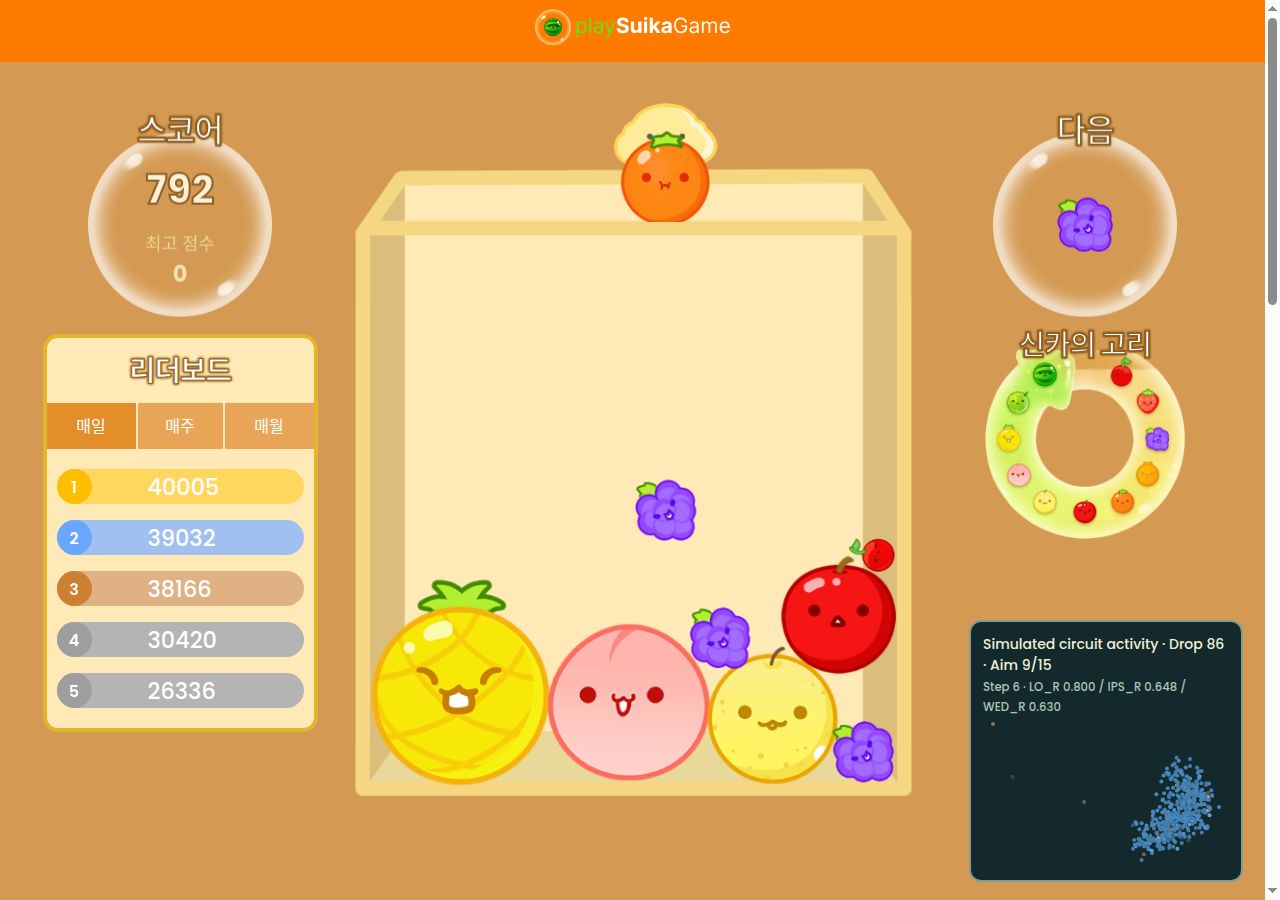 playSuikaGame
스코어
792
최고 점수
0
다음
신카의 고리
리더보드
매일 매주 매월
1 40005
2 39032
3 38166
4 30420
5 26336
Simulated circuit activity · Drop 86
· Aim 9/15
Step 6 · LO_R 0.800 / IPS_R 0.648 /
WED_R 0.630